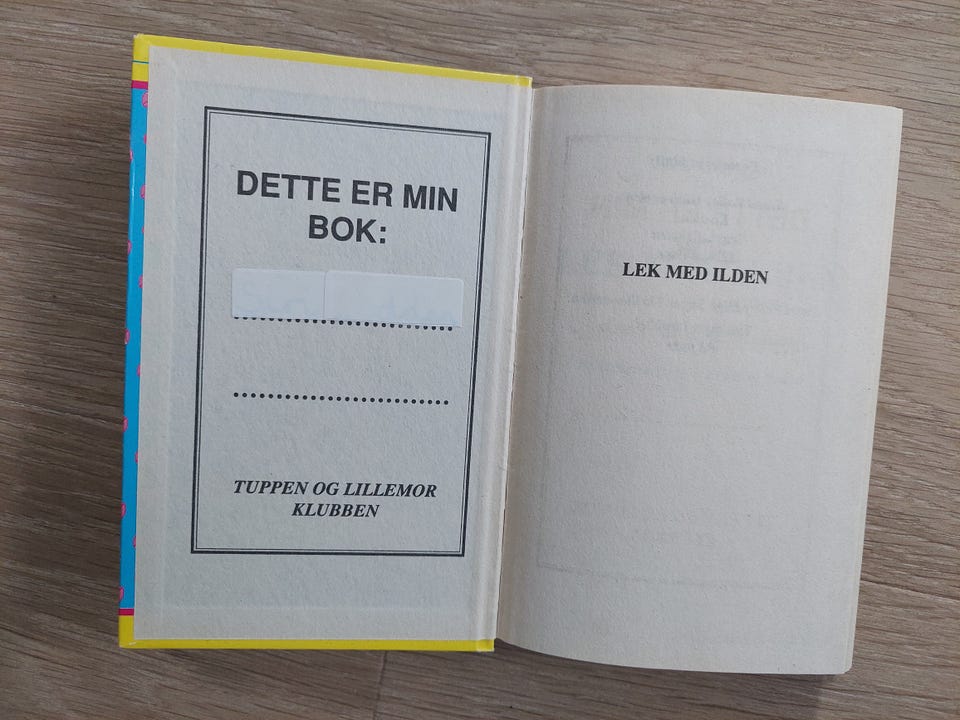 DETTE ER MIN
BOK:
TUPPEN OG LILLEMOR
KLUBBEN
LEK MED ILDEN